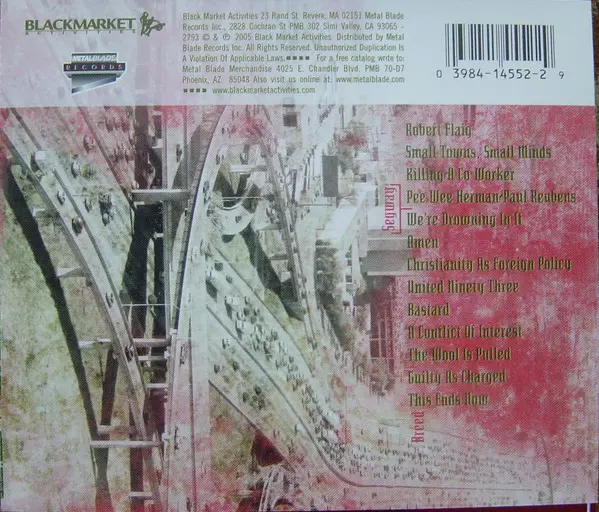 BLACKMARKET
ACTIVITIES
METAL BLADE
RECORDS
Black Market Activities 23 Rand St. Revere, MA 02151 Metal Blade
Records Inc., 2828 Cochran St PMB 302 Simi Valley, CA 93065 -
2793 © & ℗ 2005 Black Market Activities. Distributed by Metal
Blade Records Inc. All Rights Reserved. Unauthorized Duplication Is
A Violation Of Applicable Laws. For a free catalog write to:
Metal Blade Merchandise 4025 E. Chandler Blvd. PMB 70-D7
Phoenix, AZ 85048 Also visit us online at: www.metalblade.com
www.blackmarketactivities.com
0 3984-14552-2 9
Robert Flaig
Small Towns, Small Minds
Killing A Co Worker
Pee-Wee Herman-Paul Reubens
We're Drowning In It
Amen
Christianity As Foreign Policy
United Ninety Three
Bastard
A Conflict Of Interest
The Wool Is Pulled
Guilty As Charged
This Ends Now
Segway
Breed